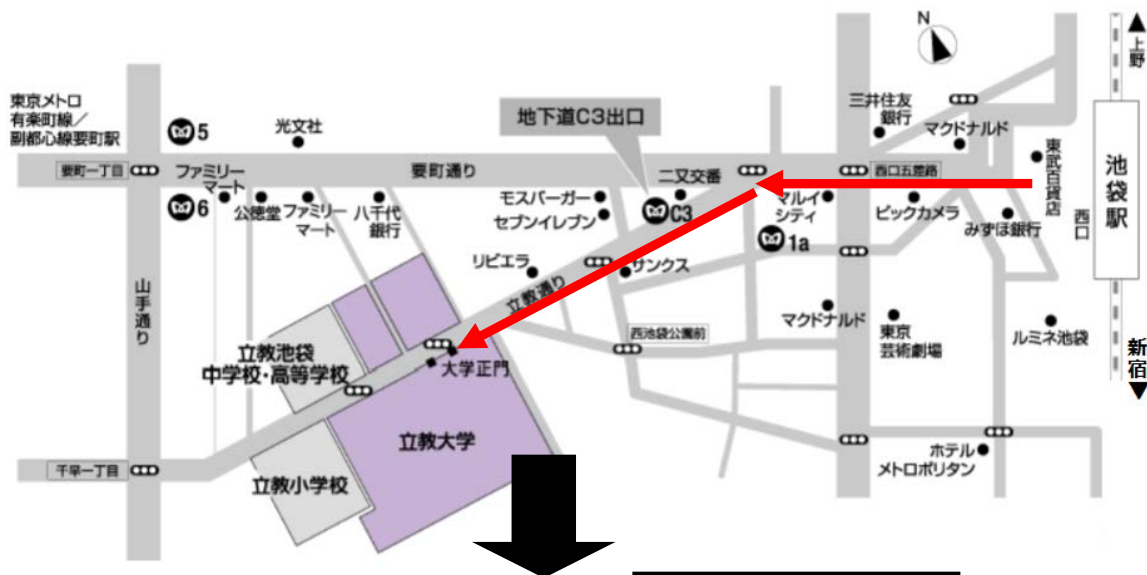 N
▲上野
東京メトロ
有楽町線／
副都心線要町駅
5
光文社
地下道C3出口
三井住友
銀行
マクドナルド
東武百貨店
池袋駅
西口
要町一丁目
ファミリー
マート
要町通り
二又交番
西口五差路
6
公徳堂
ファミリー
マート
八千代
銀行
モスバーガー
セブンイレブン
C3
マルイ
シティ
ビックカメラ
みずほ銀行
1a
山手通り
リビエラ
立教通り
サンクス
マクドナルド
東京
芸術劇場
ルミネ池袋
新宿▼
西池袋公園前
立教池袋
中学校・高等学校
大学正門
立教大学
千早一丁目
立教小学校
ホテル
メトロポリタン